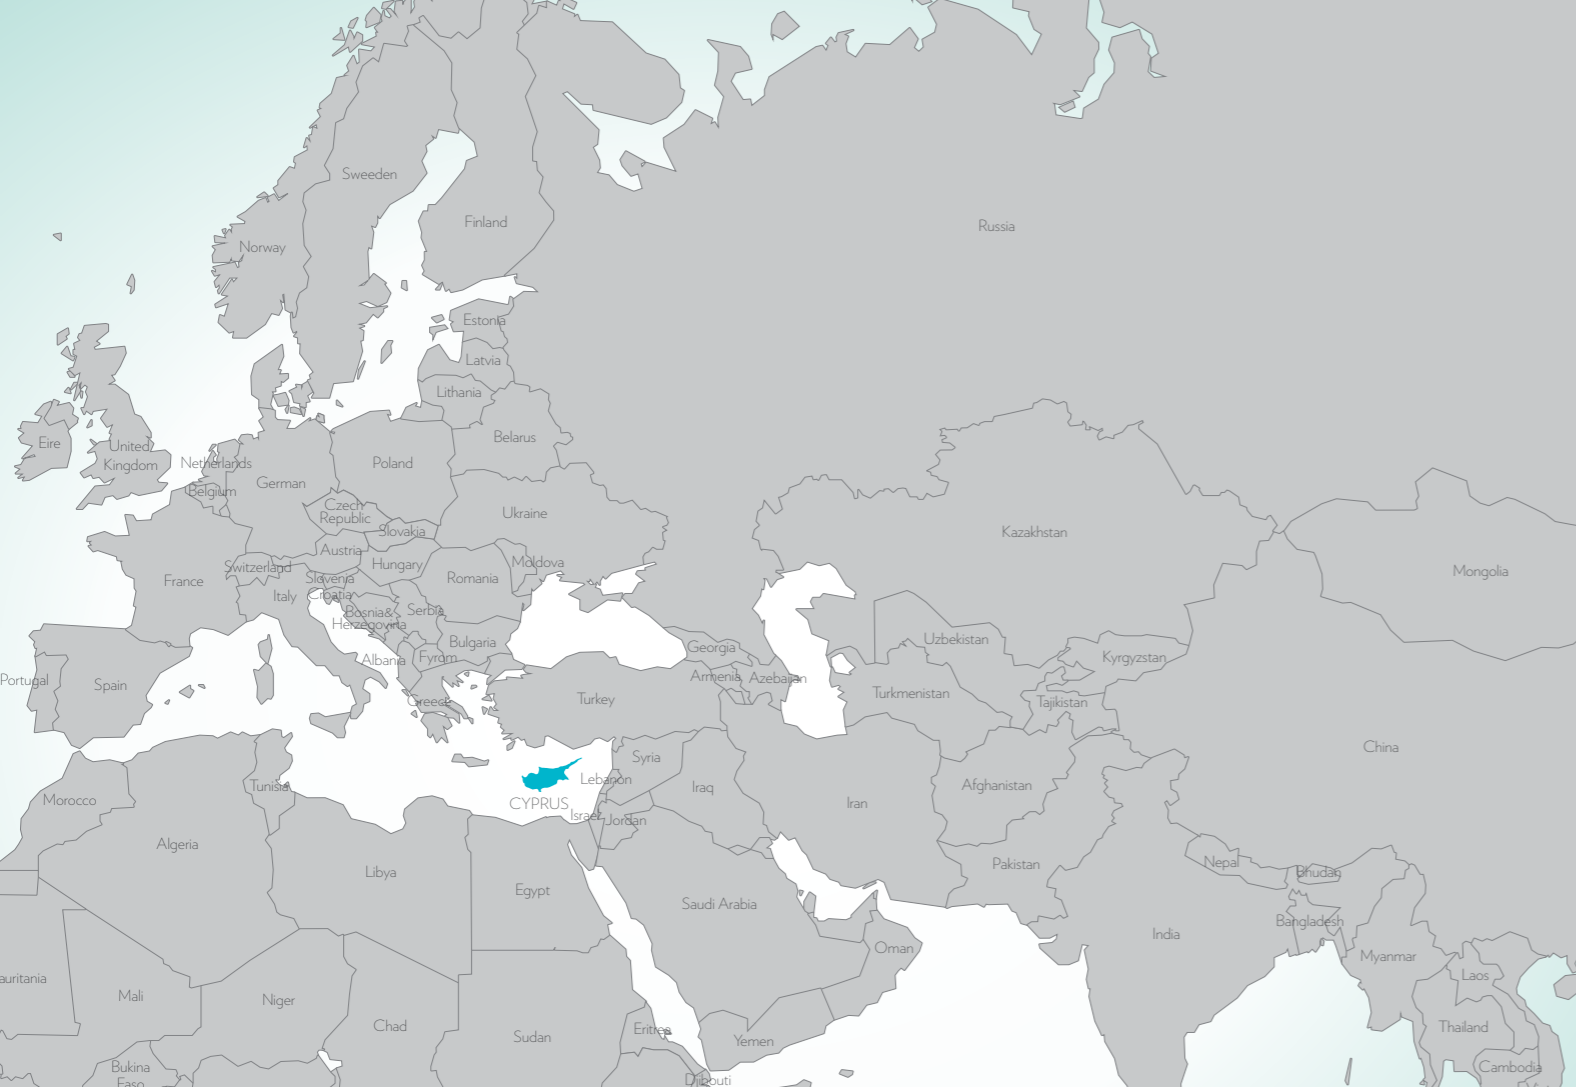 Sweeden
Finland
Russia
Norway
Estonia
Latvia
Lithania
Belarus
Eire
United
Kingdom
Netherlands
Belgium
German
Poland
Czech
Republic
Slovakia
Ukraine
Kazakhstan
Mongolia
Austria
Switzerland
France
Hungary
Moldova
Romania
Slovenia
Croatia
Italy
Bosnia&
Herzegovina
Serbia
Bulgaria
Albania
Fyrom
Georgia
Armenia
Azebaijan
Uzbekistan
Kyrgyzstan
Turkmenistan
Tajikistan
Portugal
Spain
Greece
Turkey
China
Syria
Lebanon
CYPRUS
Israel
Jordan
Iraq
Iran
Afghanistan
Pakistan
Nepal
Bhudan
Morocco
Tunisia
Algeria
Libya
Egypt
Saudi Arabia
Oman
India
Bangladesh
Myanmar
Laos
auritania
Mali
Niger
Chad
Sudan
Eritrea
Yemen
Thailand
Cambodia
Bukina
Faso
Djibouti